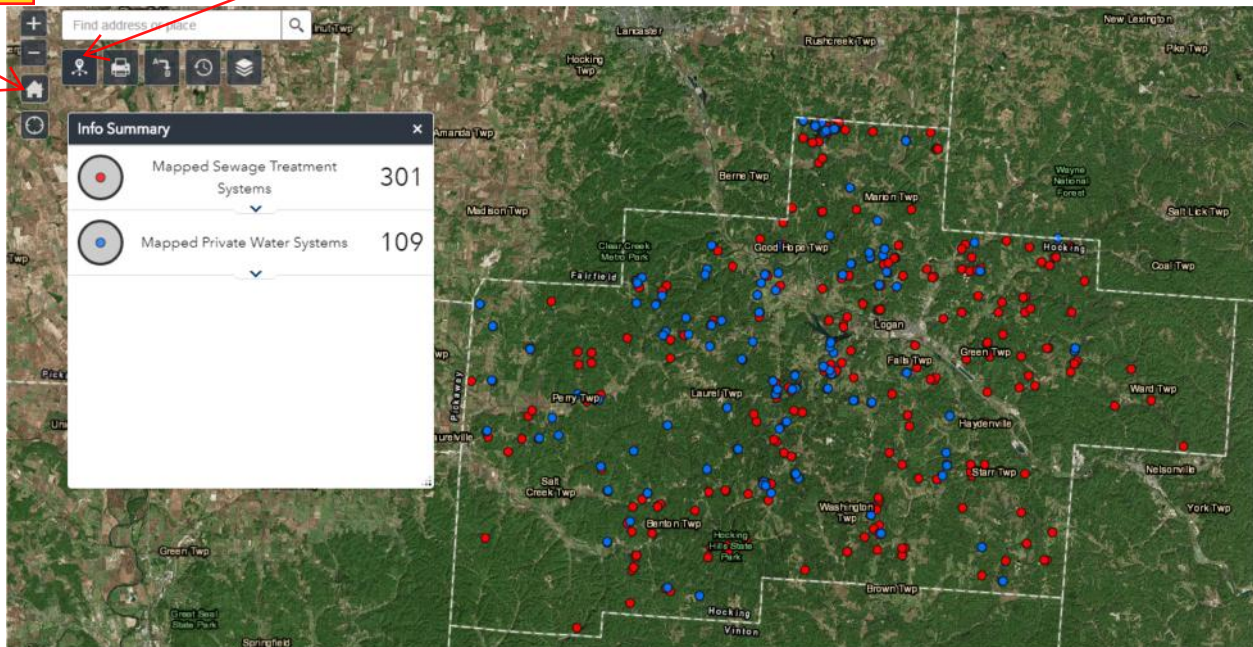 Find address or place
Info Summary
×
Mapped Sewage Treatment
Systems
301
Mapped Private Water Systems
109
Lancaster
Hocking
Twp
Rushcreek Twp
New Lexington
Pike Twp
Amanda Twp
Berne Twp
Wayne
National
Forest
Marion Twp
Madison Twp
Salt Lick Twp
Clear Creek
Metro Park
Good Hope Twp
Hocking
Fairfield
Coal Twp
Twp
Logan
Falls Twp
Green Twp
Pickaway
Perry Twp
Laurel Twp
Ward Twp
Haydenville
Starr Twp
Nelsonville
Salt
Creek Twp
Washington
Twp
York Twp
Benton Twp
Hocking
Hills State
Park
Green Twp
Brown Twp
Great Seal
State Park
Hocking
Vinton
Springfield